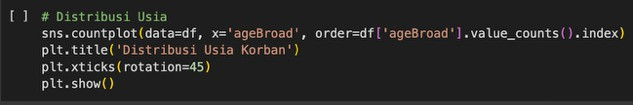 [ ] # Distribusi Usia
sns.countplot(data=df, x='ageBroad', order=df['ageBroad'].value_counts().index)
plt.title('Distribusi Usia Korban')
plt.xticks(rotation=45)
plt.show()